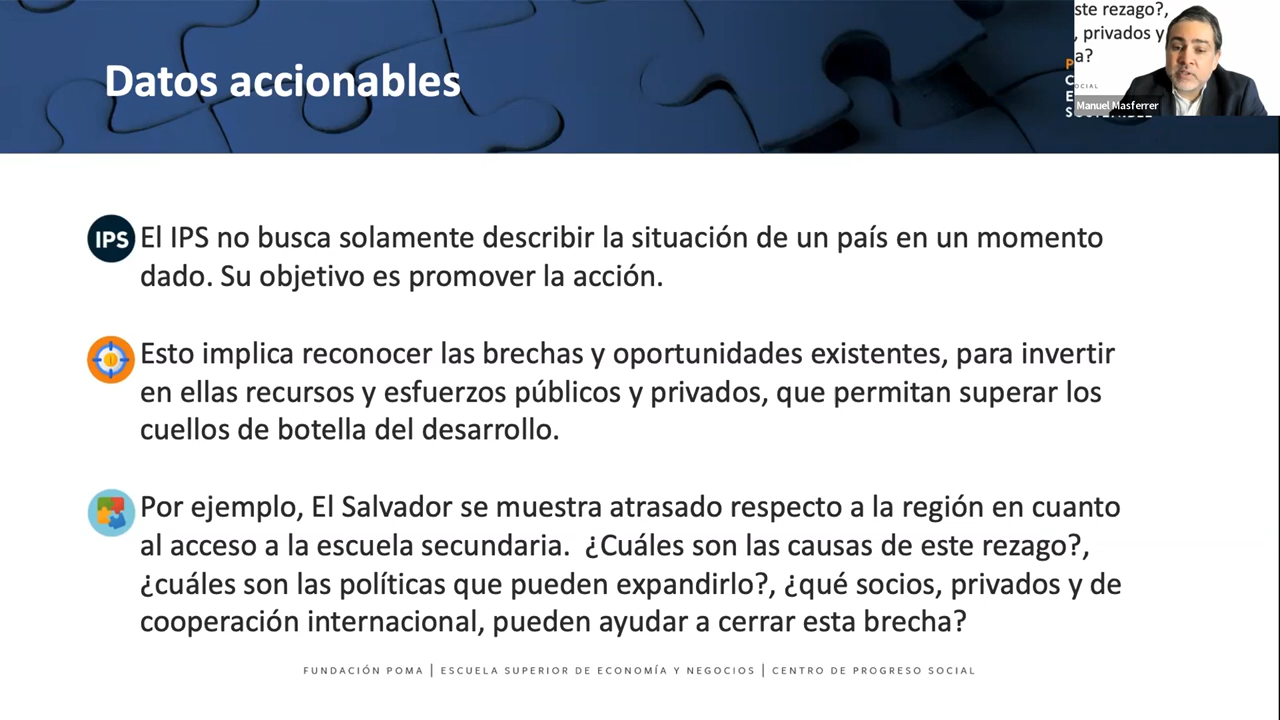 Datos accionables
ste rezago?,
, privados y
a?
OCIAL
Manuel Masferrer
IPS
El IPS no busca solamente describir la situación de un país en un momento
dado. Su objetivo es promover la acción.
Esto implica reconocer las brechas y oportunidades existentes, para invertir
en ellas recursos y esfuerzos públicos y privados, que permitan superar los
cuellos de botella del desarrollo.
Por ejemplo, El Salvador se muestra atrasado respecto a la región en cuanto
al acceso a la escuela secundaria. ¿Cuáles son las causas de este rezago?,
¿cuáles son las políticas que pueden expandirlo?, ¿qué socios, privados y de
cooperación internacional, pueden ayudar a cerrar esta brecha?
FUNDACIÓN POMA | ESCUELA SUPERIOR DE ECONOMÍA Y NEGOCIOS | CENTRO DE PROGRESO SOCIAL